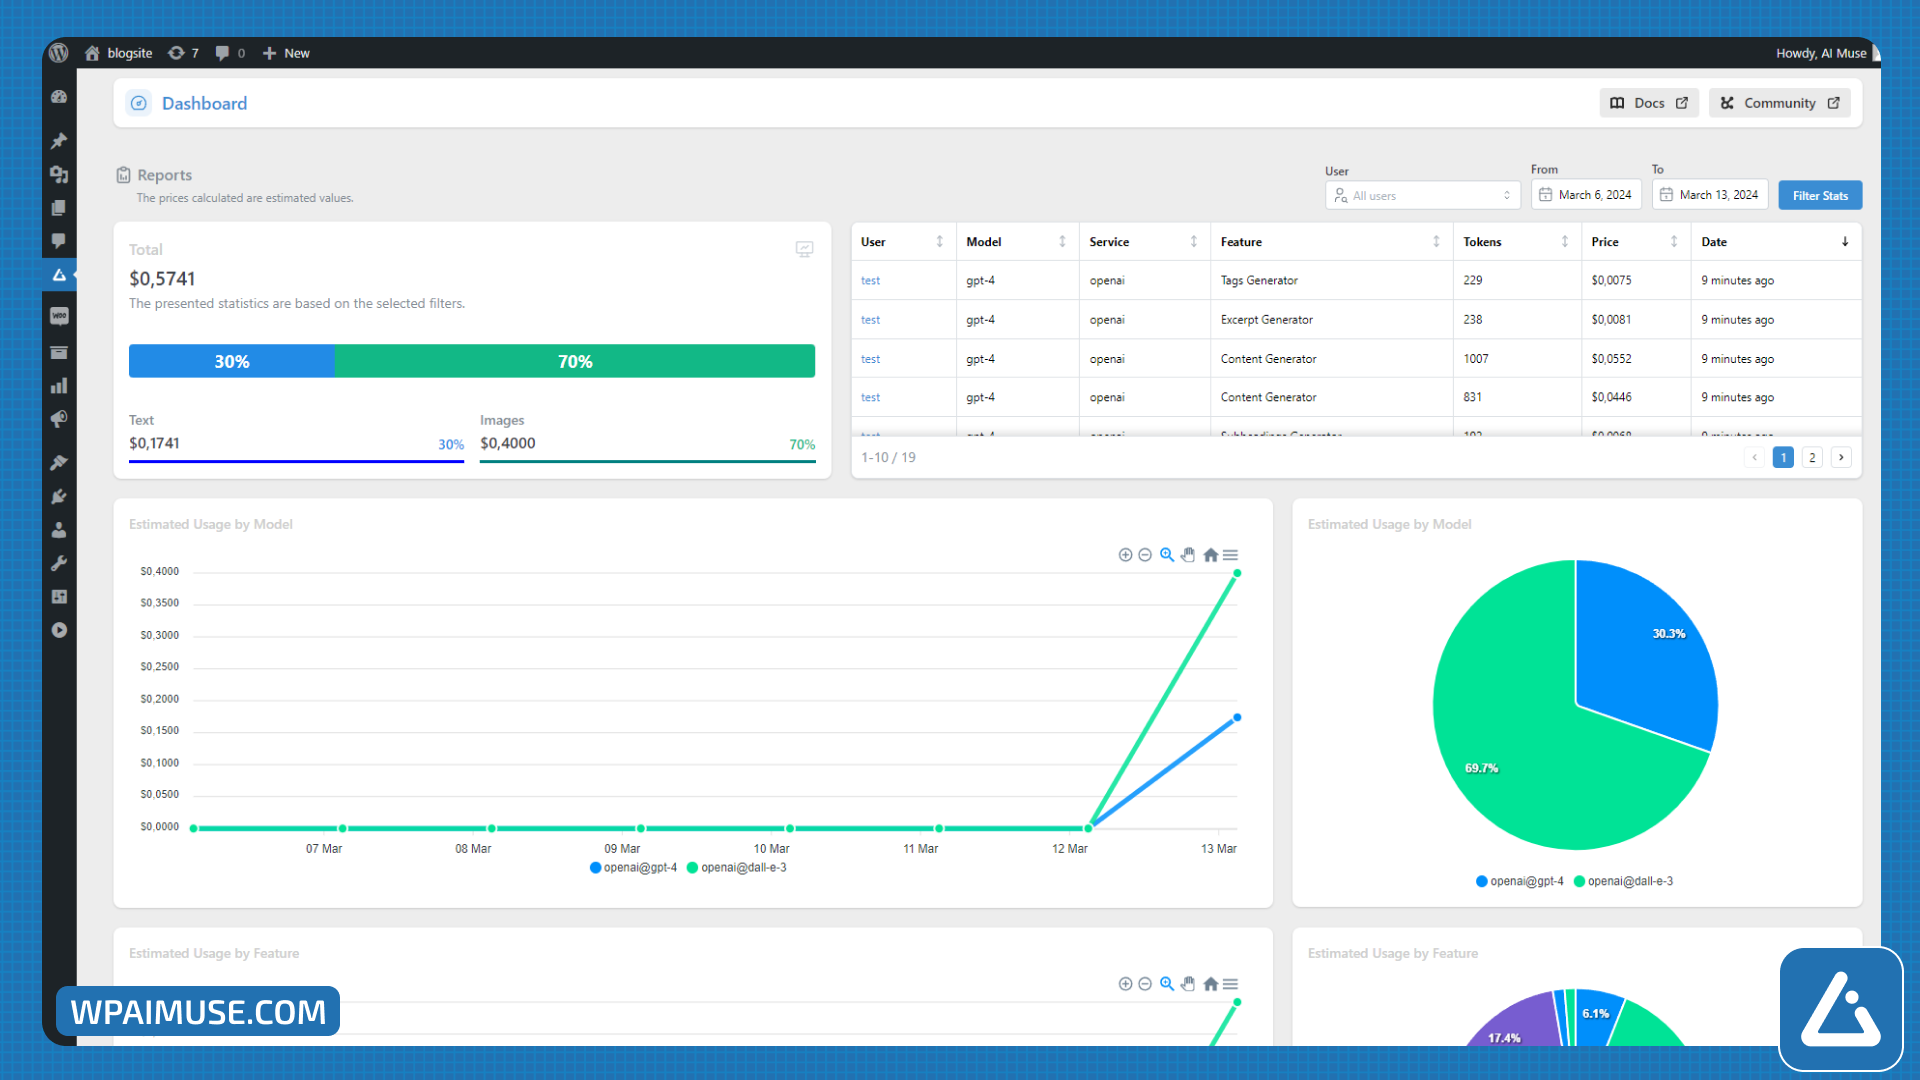 blogsite 7 0 New Howdy, AI Muse
Dashboard Docs Community
Reports
The prices calculated are estimated values.
User From To
All users March 6, 2024 March 13, 2024 Filter Stats
Total
$0,5741
The presented statistics are based on the selected filters.
30% 70%
Text Images
$0,1741 30% $0,4000 70%
User Model Service Feature Tokens Price Date
test gpt-4 openai Tags Generator 229 $0,0075 9 minutes ago
test gpt-4 openai Excerpt Generator 238 $0,0081 9 minutes ago
test gpt-4 openai Content Generator 1007 $0,0552 9 minutes ago
test gpt-4 openai Content Generator 831 $0,0446 9 minutes ago
1-10 / 19 1 2
Estimated Usage by Model
$0,4000
$0,3500
$0,3000
$0,2500
$0,2000
$0,1500
$0,1000
$0,0500
$0,0000
07 Mar 08 Mar 09 Mar 10 Mar 11 Mar 12 Mar 13 Mar
openai@gpt-4 openai@dall-e-3
Estimated Usage by Model
30.3%
69.7%
openai@gpt-4 openai@dall-e-3
Estimated Usage by Feature
Estimated Usage by Feature
6.1%
17.4%
WPAIMUSE.COM